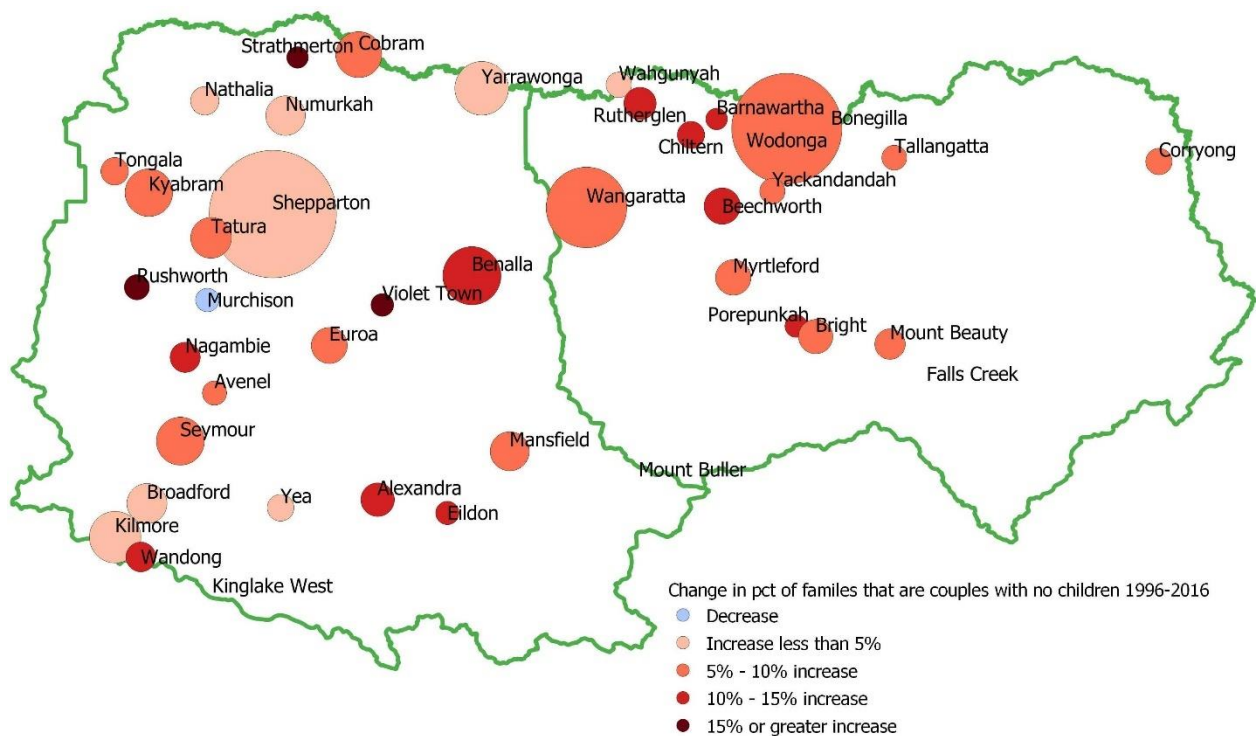 Strathmerton
Cobram
Yarrawonga
Wahgunyah
Nathalia
Numurkah
Rutherglen
Barnawartha
Bonegilla
Chiltern
Wodonga
Tallangatta
Corryong
Tongala
Kyabram
Yackandandah
Shepparton
Wangaratta
Beechworth
Tatura
Benalla
Myrtleford
Rushworth
Murchison
Violet Town
Porepunkah
Bright
Mount Beauty
Euroa
Nagambie
Falls Creek
Avenel
Seymour
Mansfield
Mount Buller
Broadford
Yea
Alexandra
Eildon
Kilmore
Wandong
Kinglake West
Change in pct of familes that are couples with no children 1996-2016
Decrease
Increase less than 5%
5% - 10% increase
10% - 15% increase
15% or greater increase